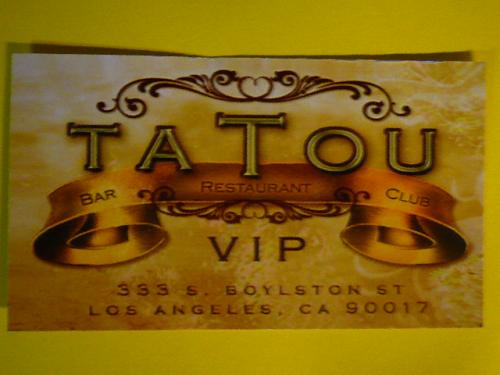 TATOU
BAR RESTAURANT CLUB
VIP
333 S. BOYLSTON ST
LOS ANGELES, CA 90017